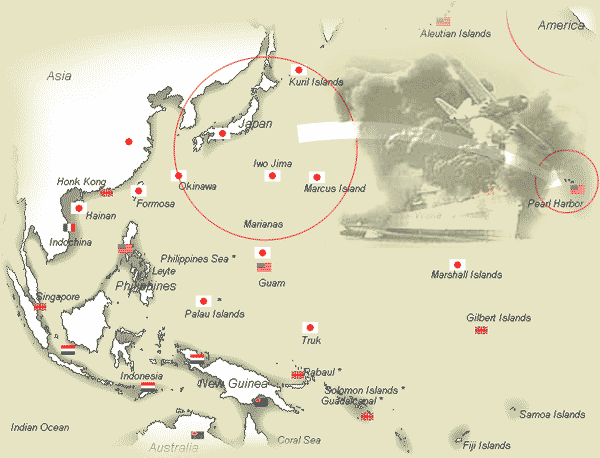 America
Aleutian Islands
Asia
Kuril Islands
Japan
Iwo Jima
Honk Kong
Okinawa
Marcus Island
Formosa
Pearl Harbor
Hainan
Marianas
Indochina
Philippines Sea *
Leyte
Marshall Islands
Philippines
Guam
Singapore
Palau Islands *
Gilbert Islands
Truk
Indonesia
New Guinea
Rabaul *
Solomon Islands *
Guadalcanal *
Samoa Islands
Indian Ocean
Australia
Coral Sea
Fiji Islands